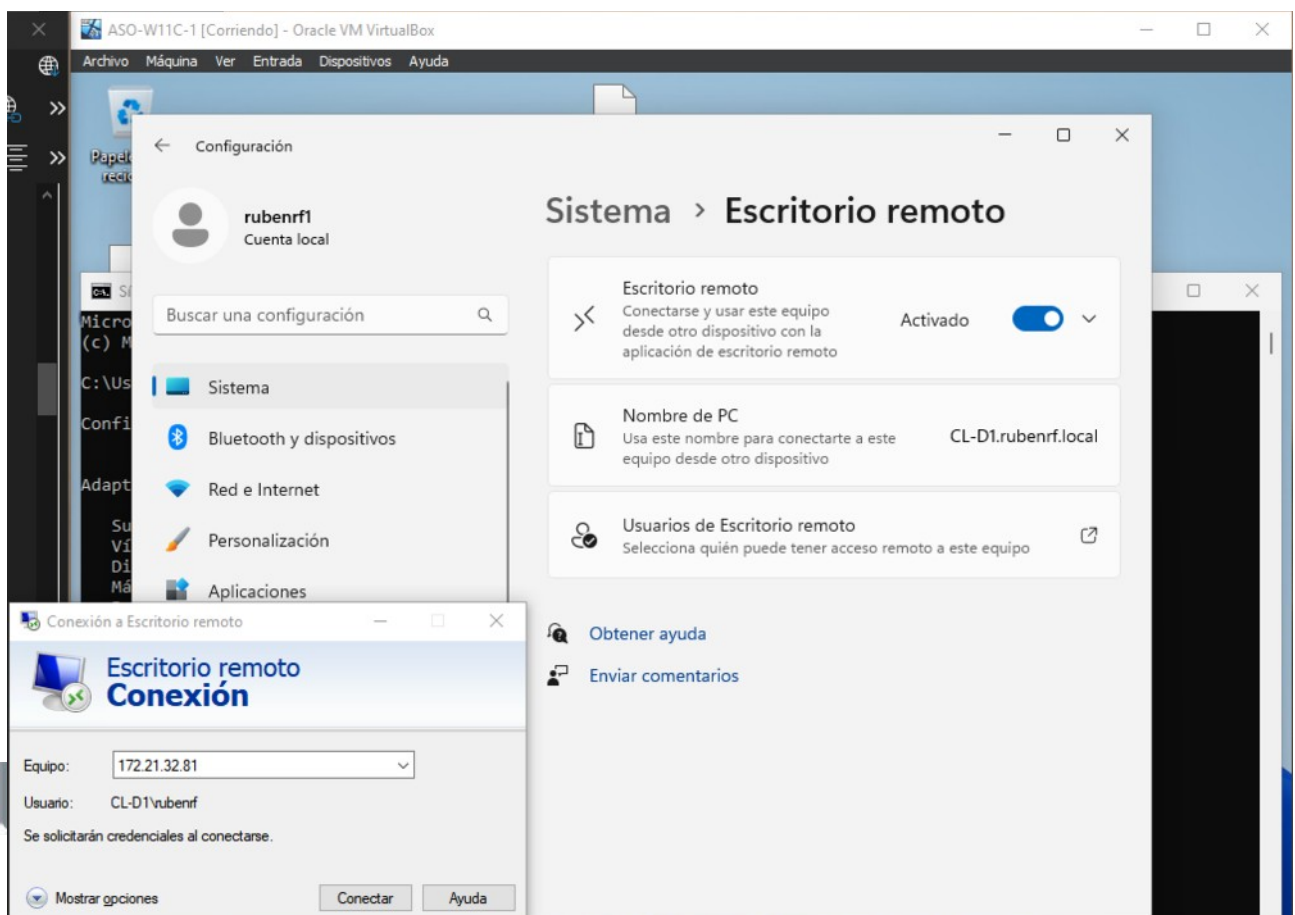 ASO-W11C-1 [Corriendo] - Oracle VM VirtualBox
Archivo Máquina Ver Entrada Dispositivos Ayuda
Configuración
rubenrf1
Cuenta local
Buscar una configuración
Sistema
Bluetooth y dispositivos
Red e Internet
Personalización
Aplicaciones
Sistema > Escritorio remoto
Escritorio remoto
Conectarse y usar este equipo
desde otro dispositivo con la
aplicación de escritorio remoto
Activado
Nombre de PC
Usa este nombre para conectarte a este
equipo desde otro dispositivo
CL-D1.rubenrf.local
Usuarios de Escritorio remoto
Selecciona quién puede tener acceso remoto a este equipo
Obtener ayuda
Enviar comentarios
Micro
(c) M
C:\Us
Confi
Adapt
Su
Ví
Di
Má
Conexión a Escritorio remoto
Escritorio remoto
Conexión
Equipo: 172.21.32.81
Usuario: CL-D1\rubenrf
Se solicitarán credenciales al conectarse.
Mostrar opciones
Conectar
Ayuda